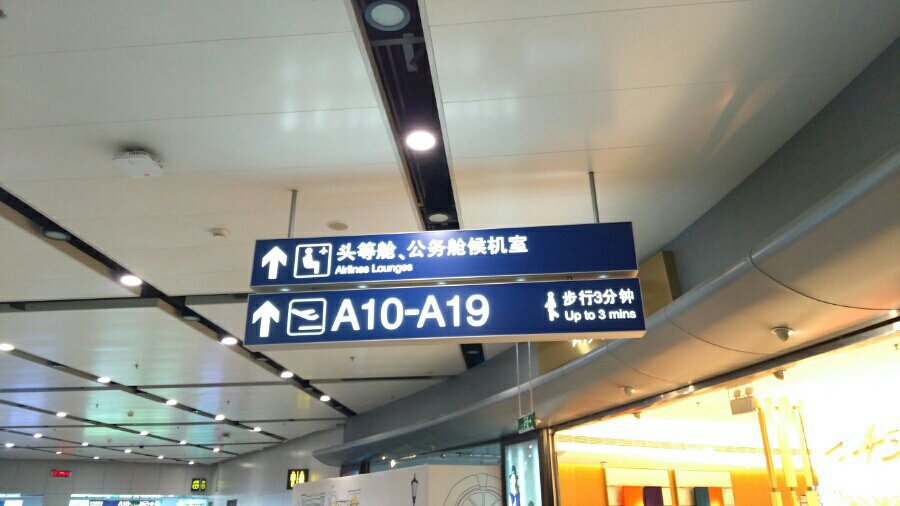 头等舱、公务舱候机室
Airlines Lounges
A10-A19
步行3分钟
Up to 3 mins